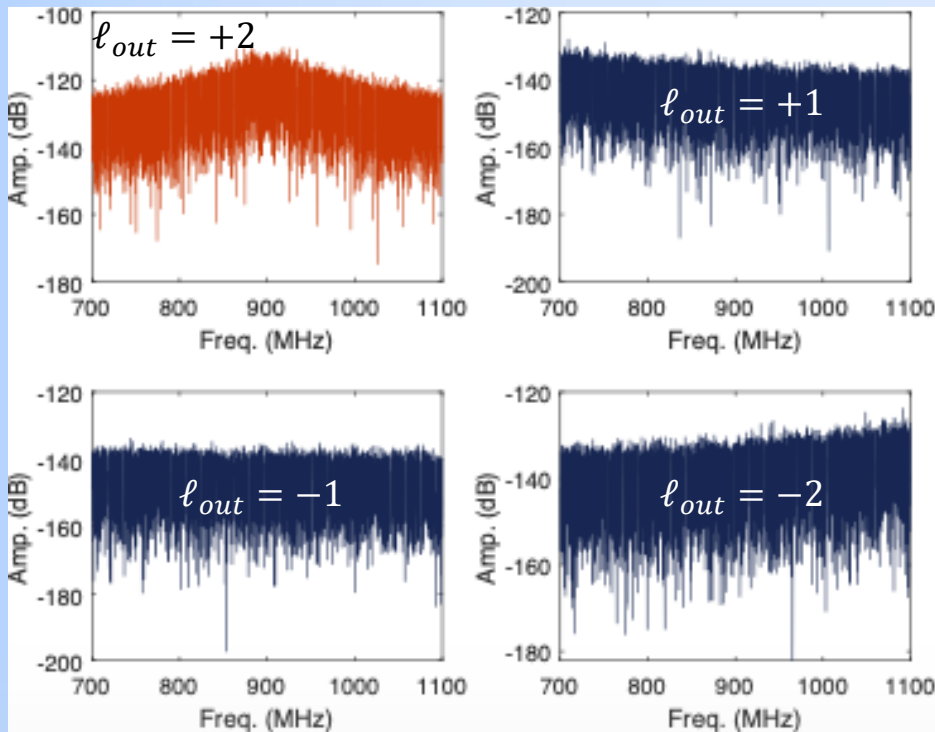 -100
ℓout = +2
-120
-140
-160
-180
Amp. (dB)
700 800 900 1000 1100
Freq. (MHz)
-120
-140
-160
-180
-200
Amp. (dB)
ℓout = +1
700 800 900 1000 1100
Freq. (MHz)
-120
-140
-160
-180
-200
Amp. (dB)
ℓout = −1
700 800 900 1000 1100
Freq. (MHz)
-120
-140
-160
-180
Amp. (dB)
ℓout = −2
700 800 900 1000 1100
Freq. (MHz)